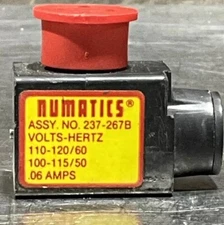 numatics®
ASSY. NO. 237-267B
VOLTS-HERTZ
110-120/60
100-115/50
.06 AMPS